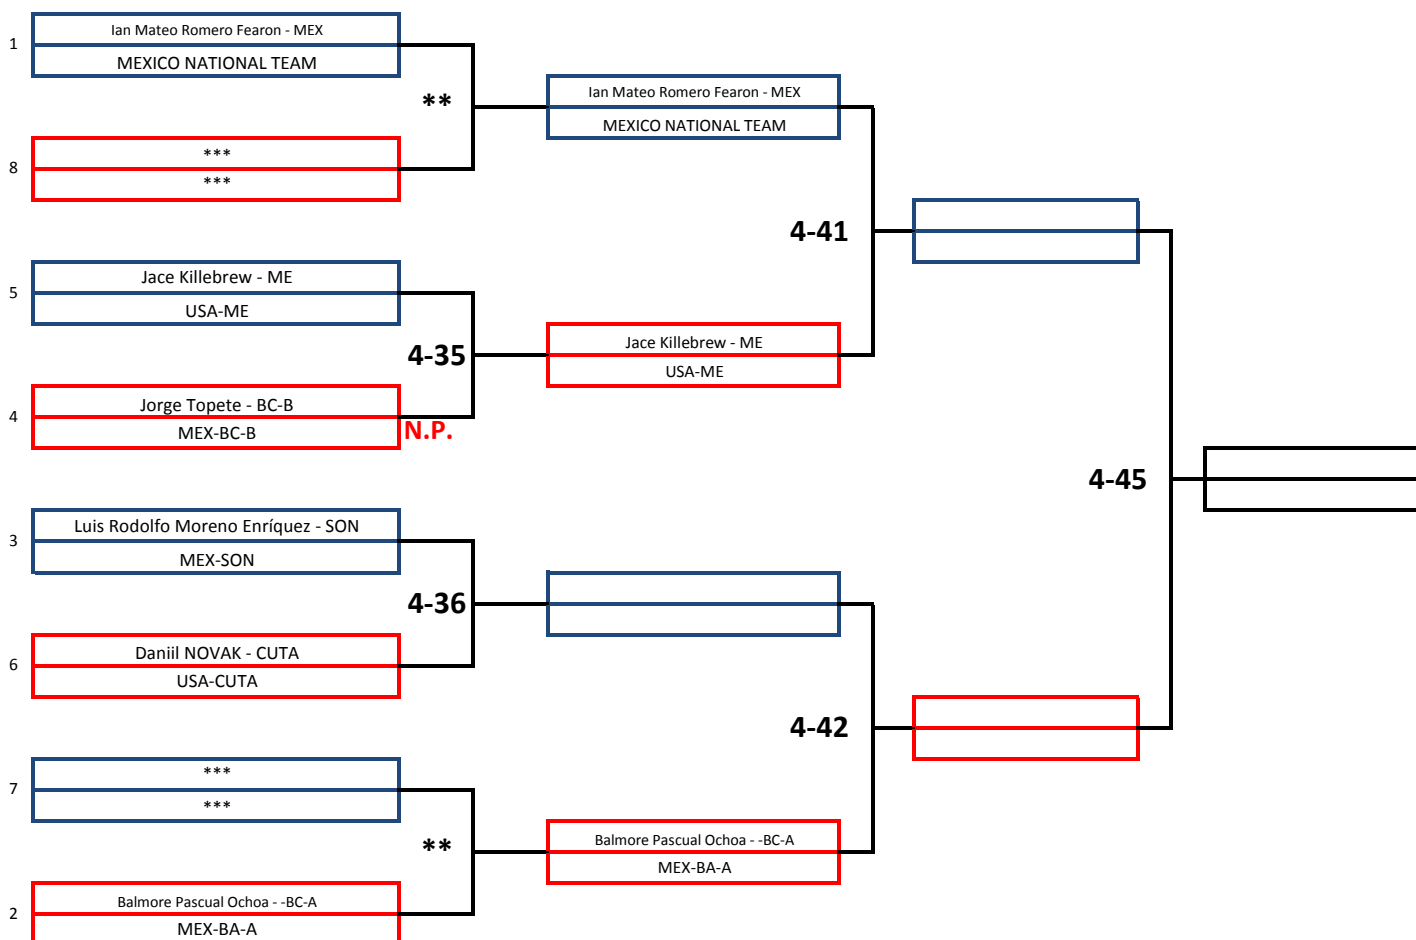 1
Ian Mateo Romero Fearon - MEX
MEXICO NATIONAL TEAM
**
8
***
***
Ian Mateo Romero Fearon - MEX
MEXICO NATIONAL TEAM
4-41
5
Jace Killebrew - ME
USA-ME
4-35
4
Jorge Topete - BC-B
MEX-BC-B
N.P.
Jace Killebrew - ME
USA-ME
4-45
3
Luis Rodolfo Moreno Enríquez - SON
MEX-SON
4-36
6
Daniil NOVAK - CUTA
USA-CUTA
4-42
7
***
***
**
2
Balmore Pascual Ochoa - -BC-A
MEX-BA-A
Balmore Pascual Ochoa - -BC-A
MEX-BA-A